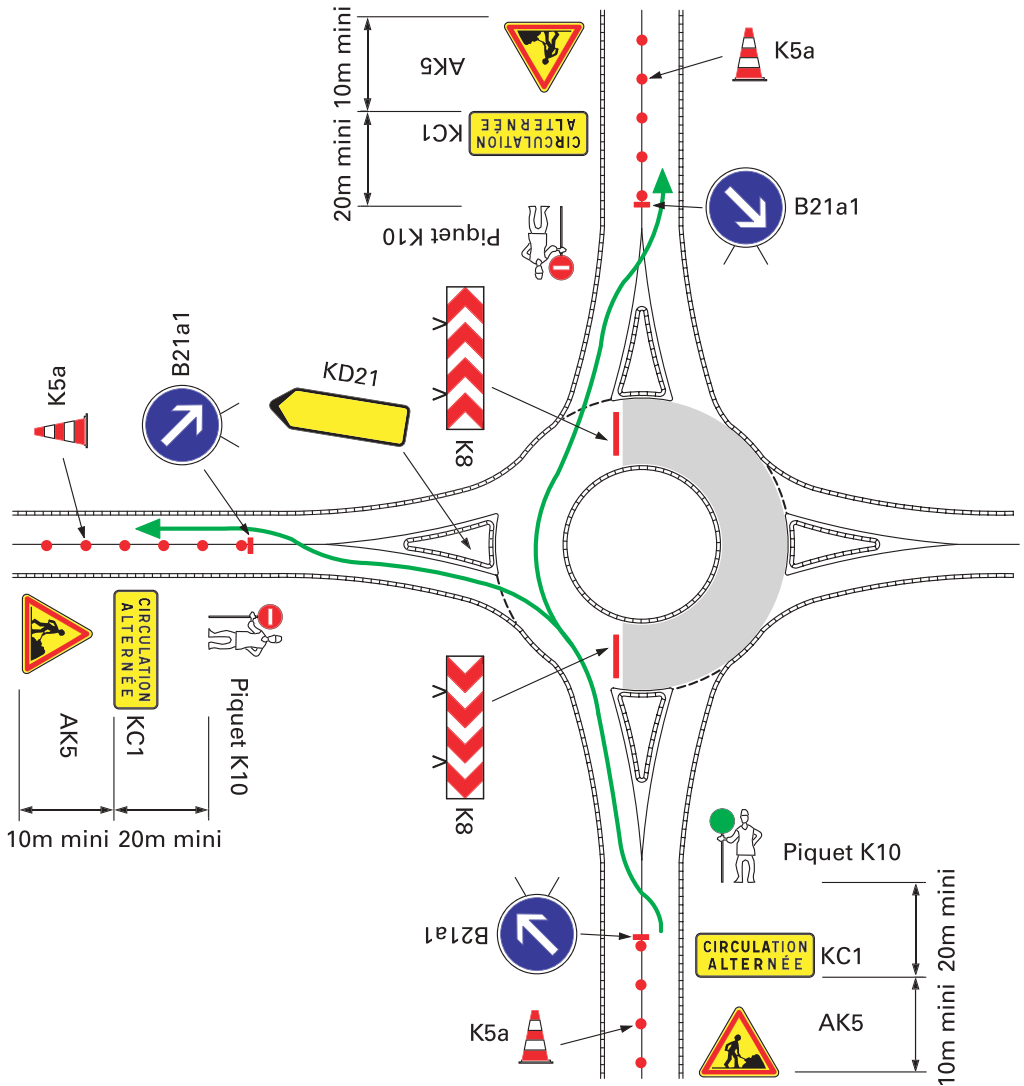 10m mini
20m mini
AK5
KC1
CIRCULATION
ALTERNÉE
Piquet K10
K5a
B21a1
K5a
B21a1
KD21
K8
CIRCULATION
ALTERNÉE
AK5
KC1
Piquet K10
10m mini
20m mini
K8
B21a1
K5a
Piquet K10
CIRCULATION
ALTERNÉE
KC1
AK5
20m mini
10m mini